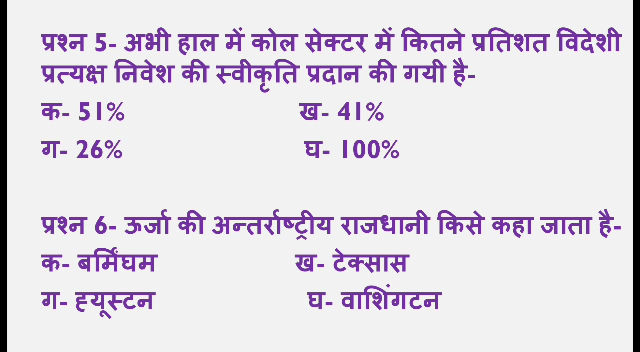 प्रश्न 5- अभी हाल में कोल सेक्टर में कितने प्रतिशत विदेशी
प्रत्यक्ष निवेश की स्वीकृति प्रदान की गयी है-
क- 51% ख- 41%
ग- 26% घ- 100%
प्रश्न 6- ऊर्जा की अन्तर्राष्ट्रीय राजधानी किसे कहा जाता है-
क- बर्मिंघम ख- टेक्सास
ग- ह्यूस्टन घ- वाशिंगटन